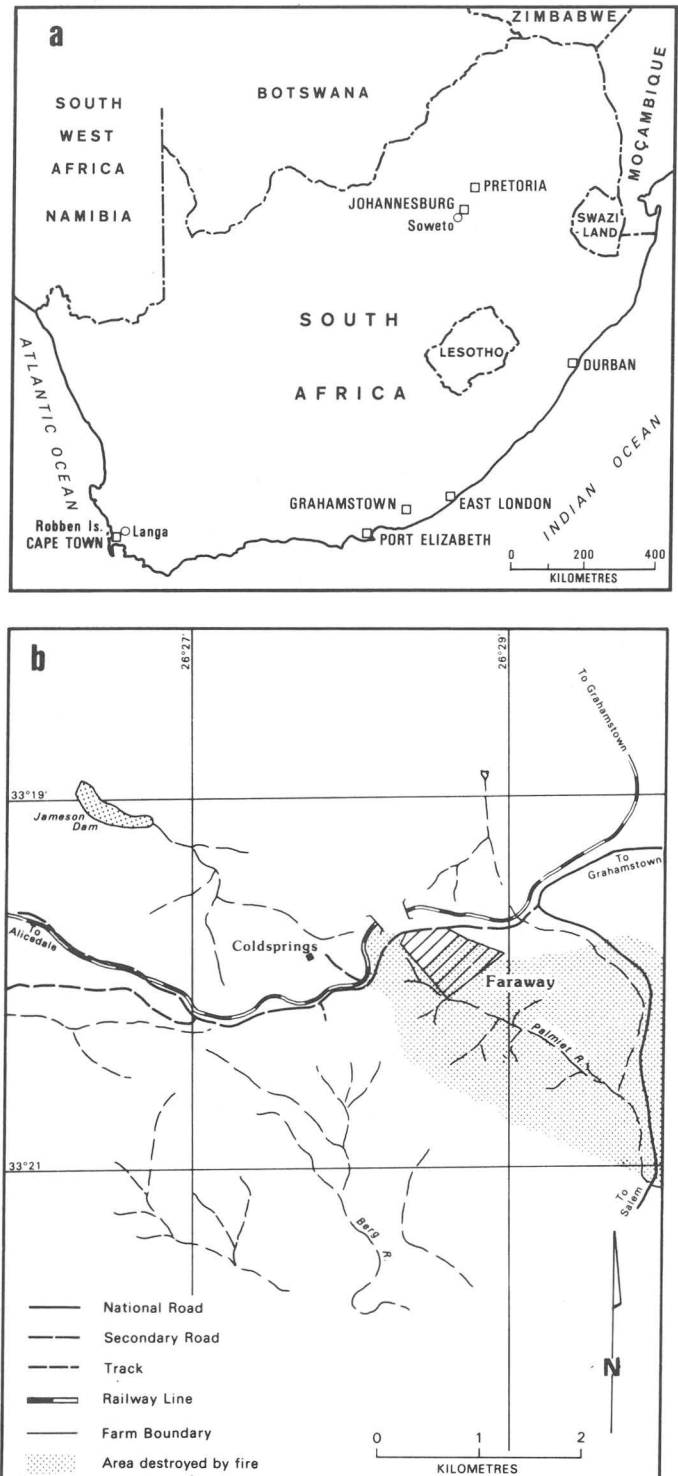 a
ZIMBABWE
BOTSWANA
SOUTH
WEST
AFRICA
NAMIBIA
MOÇAMBIQUE
PRETORIA
JOHANNESBURG
Soweto
SWAZI
-LAND
SOUTH
AFRICA
LESOTHO
DURBAN
ATLANTIC OCEAN
INDIAN OCEAN
GRAHAMSTOWN
EAST LONDON
Robben Is.
CAPE TOWN
Langa
PORT ELIZABETH
0 200 400
KILOMETRES
b
26°27'
26°29'
To Grahamstown
33°19'
Jameson
Dam
To
Grahamstown
To
Alicedale
Coldsprings
Faraway
Palmiet R.
33°21
To
Salem
Berg R.
National Road
Secondary Road
Track
Railway Line
Farm Boundary
Area destroyed by fire
N
0 1 2
KILOMETRES